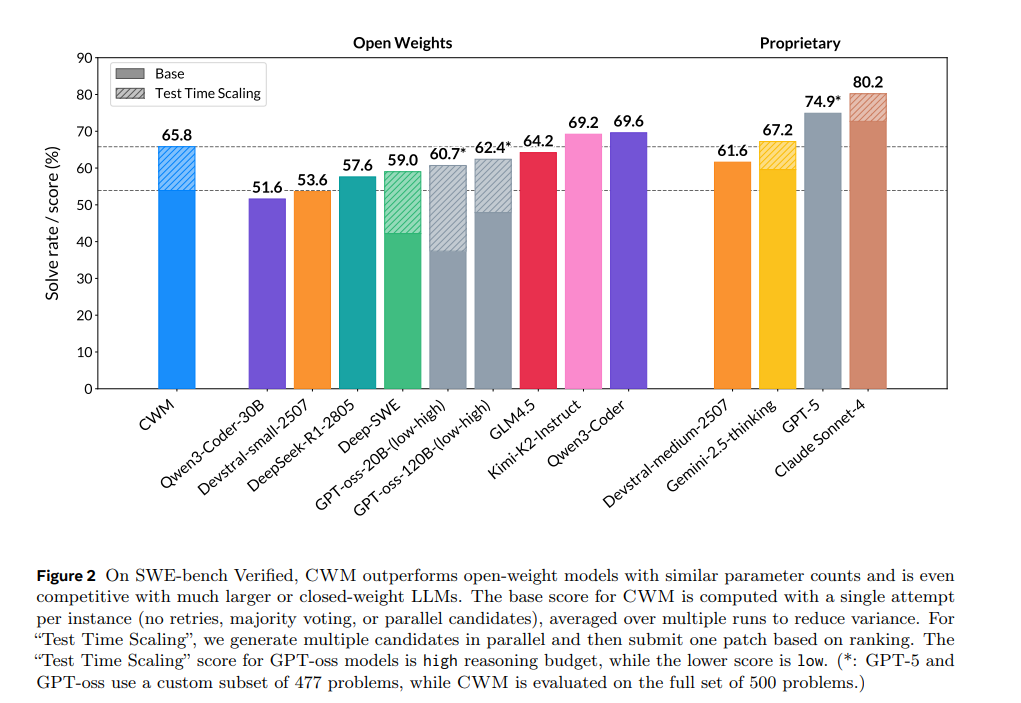 Open Weights
Proprietary
Base
Test Time Scaling
Solve rate / score (%)
90
80
70
60
50
40
30
20
10
0
65.8
51.6
53.6
57.6
59.0
60.7*
62.4*
64.2
69.2
69.6
61.6
67.2
74.9*
80.2
CWM
Qwen3-Coder-30B
Devstral-small-2507
DeepSeek-R1-2805
Deep-SWE
GPT-oss-20B-(low-high)
GPT-oss-120B-(low-high)
GLM4.5
Kimi-K2-Instruct
Qwen3-Coder
Devstral-medium-2507
Gemini-2.5-thinking
GPT-5
Claude Sonnet-4
Figure 2 On SWE-bench Verified, CWM outperforms open-weight models with similar parameter counts and is even
competitive with much larger or closed-weight LLMs. The base score for CWM is computed with a single attempt
per instance (no retries, majority voting, or parallel candidates), averaged over multiple runs to reduce variance. For
“Test Time Scaling”, we generate multiple candidates in parallel and then submit one patch based on ranking. The
“Test Time Scaling” score for GPT-oss models is high reasoning budget, while the lower score is low. (*: GPT-5 and
GPT-oss use a custom subset of 477 problems, while CWM is evaluated on the full set of 500 problems.)